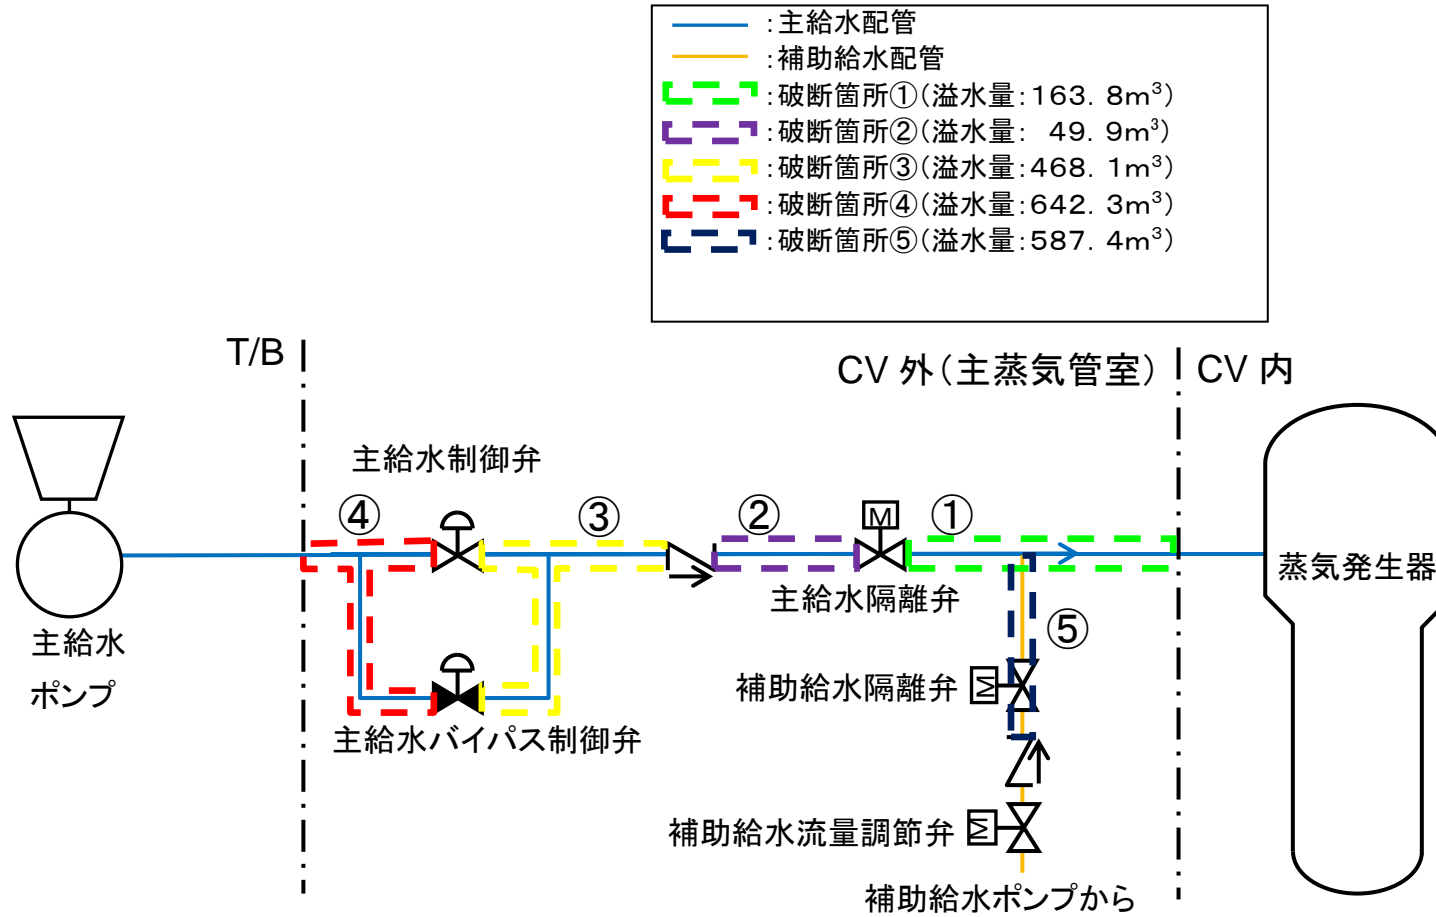 ：主給水配管
：補助給水配管
：破断箇所①（溢水量：163．8m³）
：破断箇所②（溢水量：　49．9m³）
：破断箇所③（溢水量：468．1m³）
：破断箇所④（溢水量：642．3m³）
：破断箇所⑤（溢水量：587．4m³）
T/B
CV 外（主蒸気管室）
CV 内
主給水制御弁
④
③
②
M
①
主給水隔離弁
蒸気発生器
主給水
ポンプ
⑤
補助給水隔離弁
M
主給水バイパス制御弁
補助給水流量調節弁
M
補助給水ポンプから